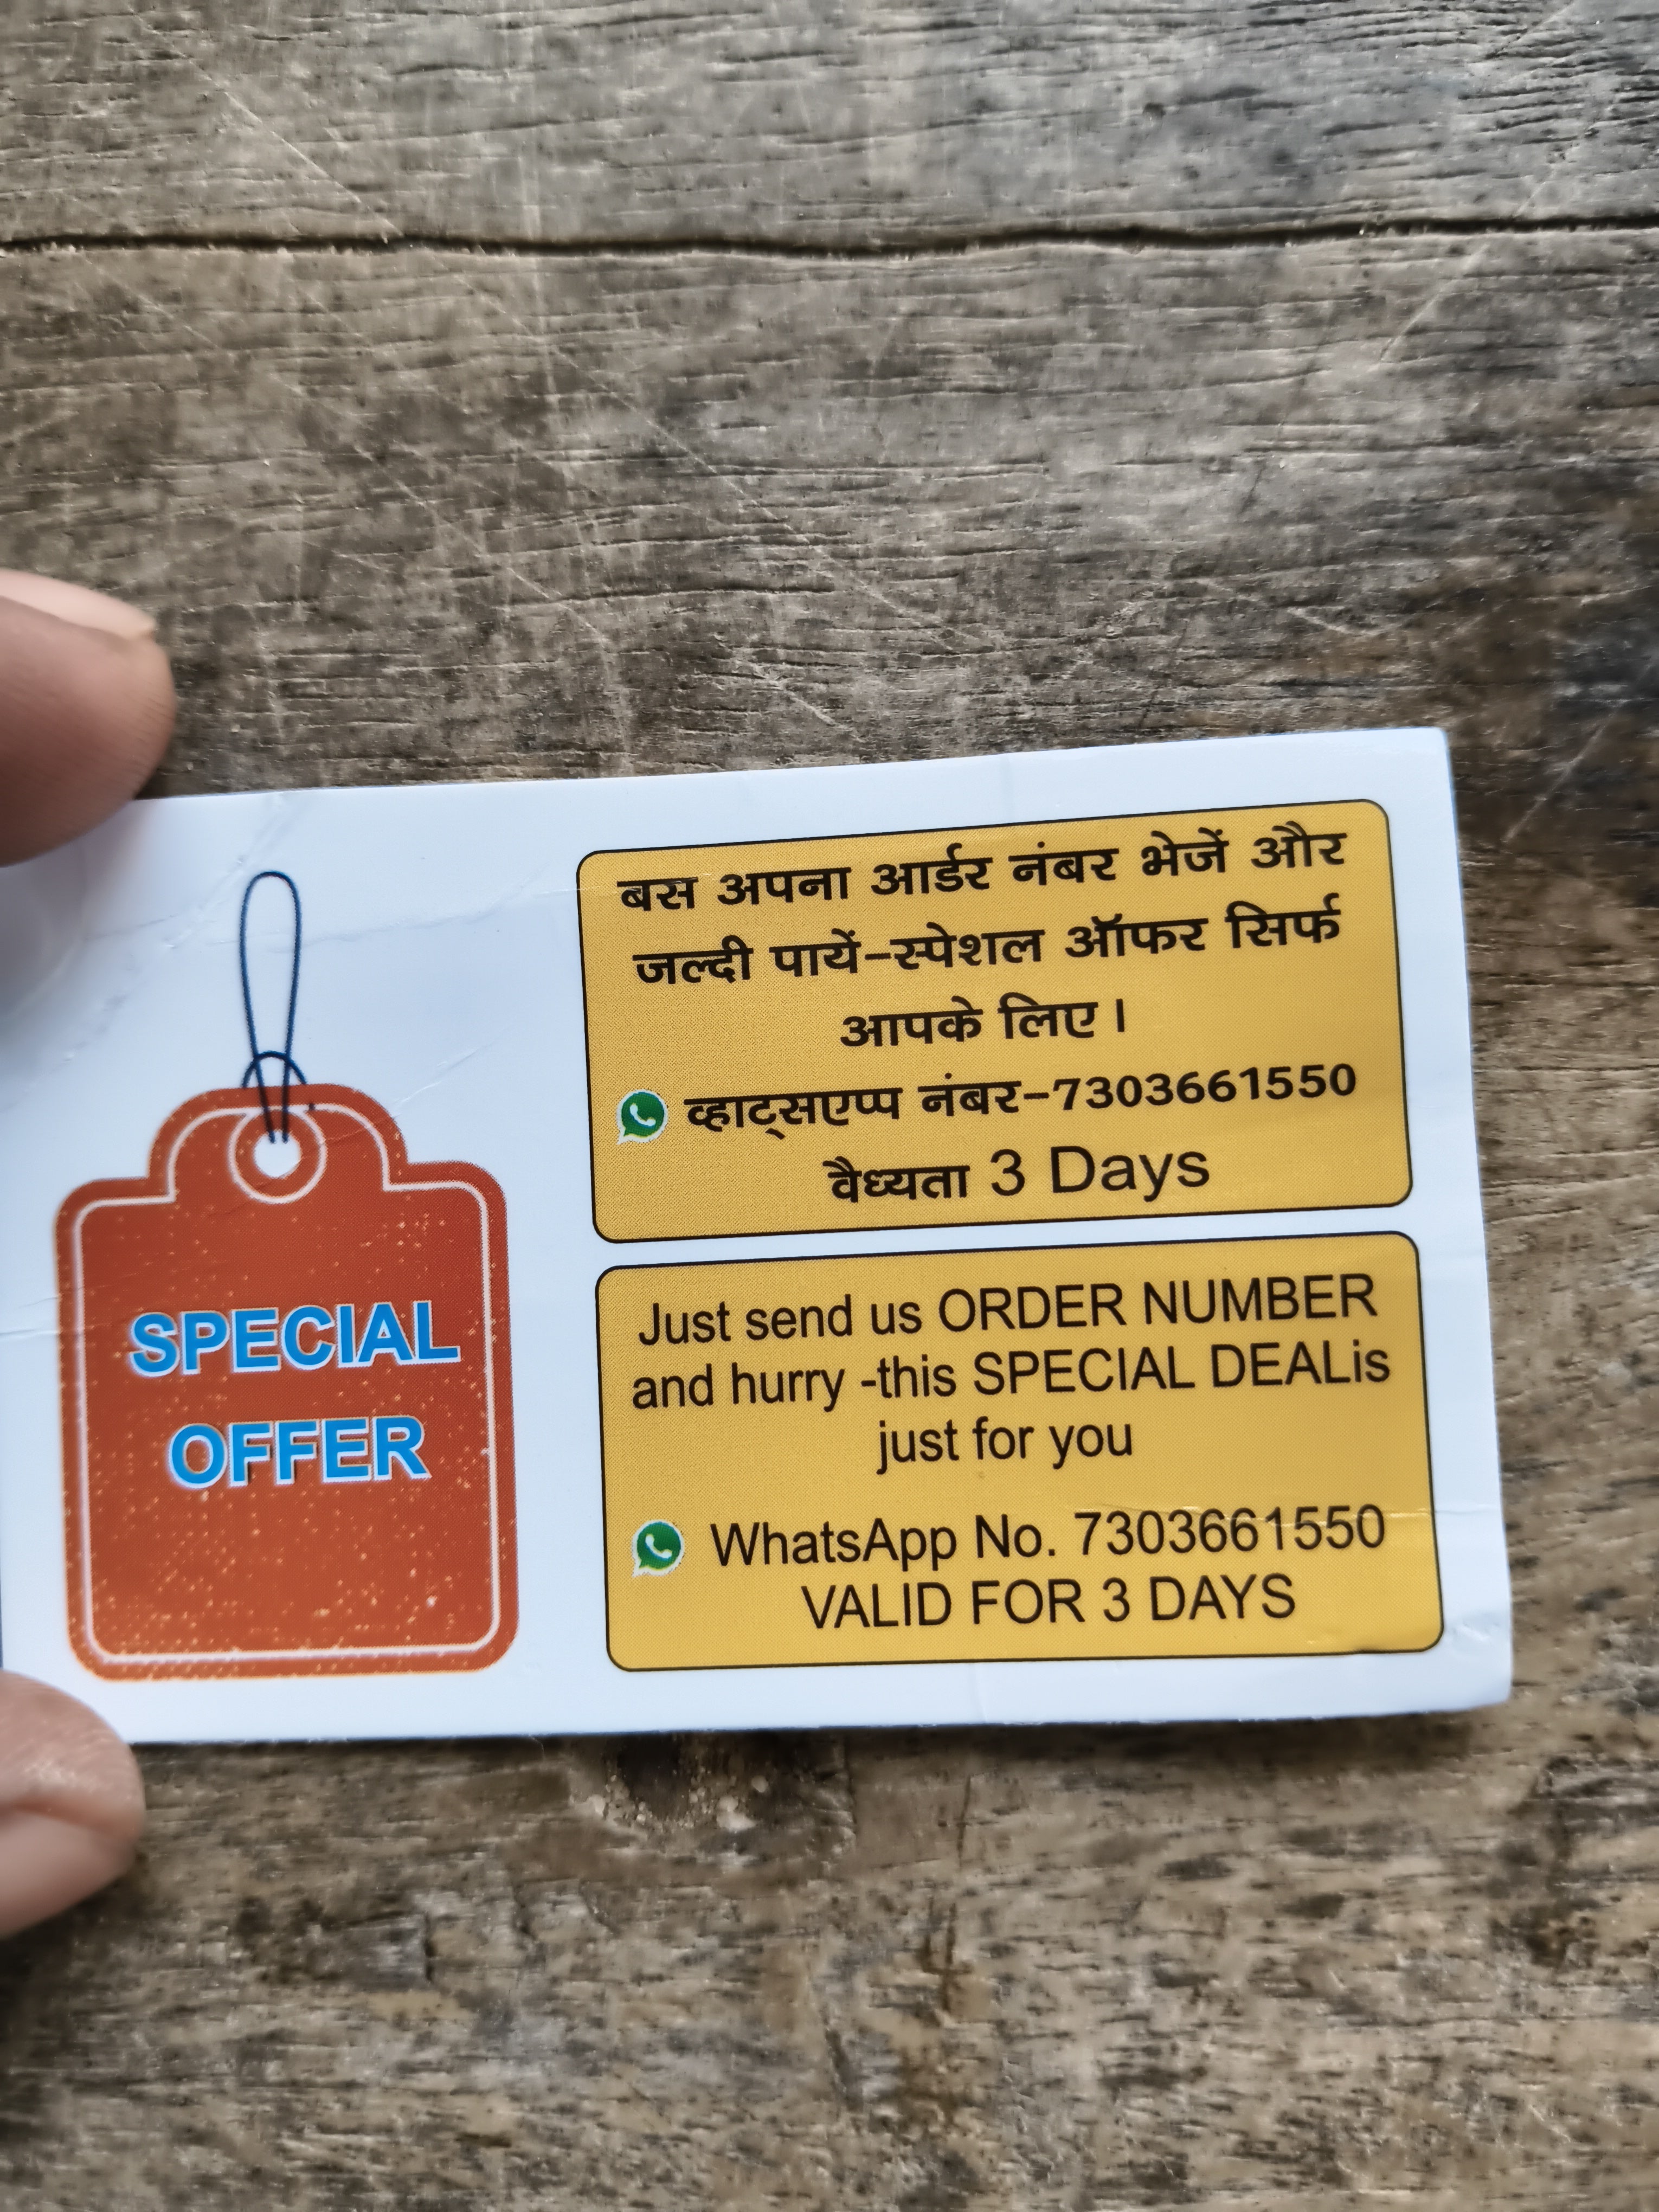 SPECIAL
OFFER
बस अपना आर्डर नंबर भेजें और
जल्दी पायें-स्पेशल ऑफर सिर्फ
आपके लिए।
व्हाट्सएप्प नंबर-7303661550
वैध्यता 3 Days
Just send us ORDER NUMBER
and hurry -this SPECIAL DEALis
just for you
WhatsApp No. 7303661550
VALID FOR 3 DAYS